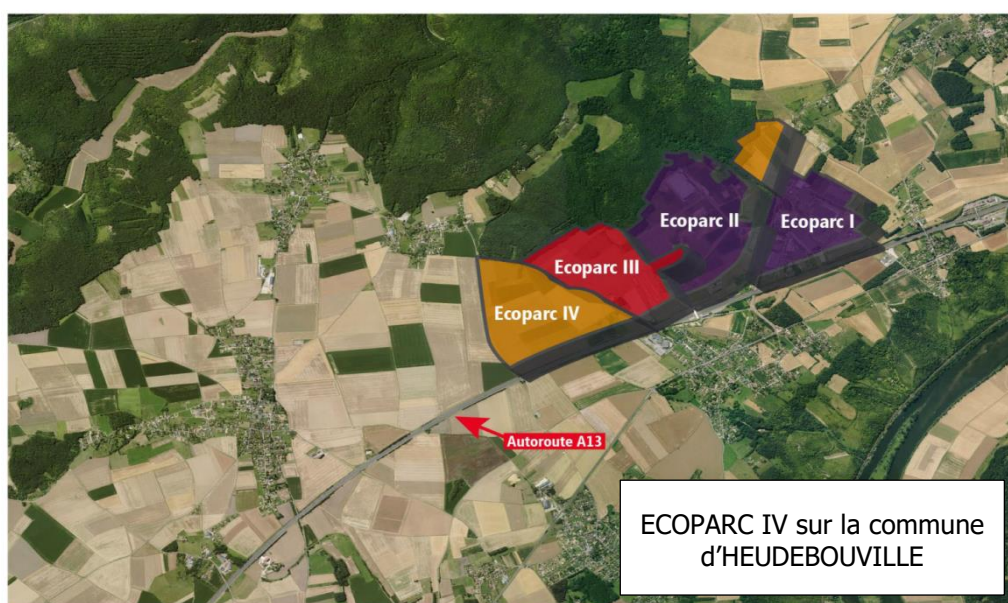 Ecoparc II
Ecoparc I
Ecoparc III
Ecoparc IV
Autoroute A13
ECOPARC IV sur la commune
d'HEUDEBOUVILLE